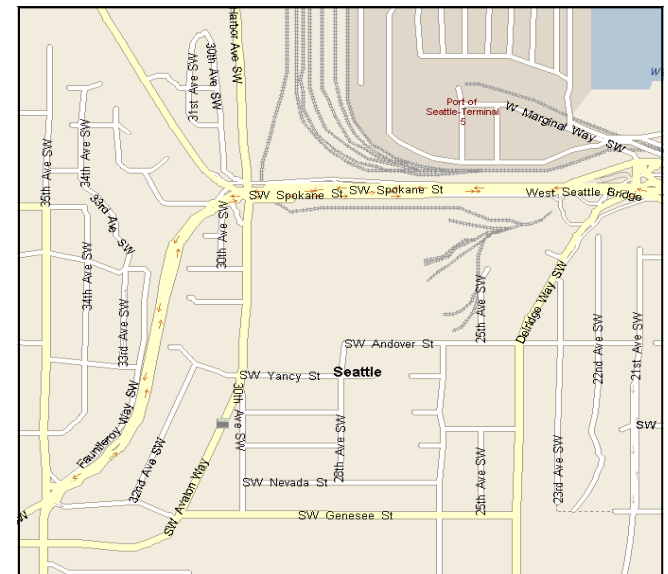 Harbor Ave SW
30th Ave SW
31st Ave SW
Port of
Seattle-Terminal
5
W Marginal Way SW
35th Ave SW
34th Ave SW
33rd Ave SW
SW Spokane St
SW Spokane St
West Seattle Bridge
30th Ave SW
34th Ave SW
33rd Ave SW
25th Ave SW
Delridge Way SW
22nd Ave SW
21st Ave SW
SW Andover St
Seattle
SW Yancy St
30th Ave SW
Fauntleroy Way SW
32nd Ave SW
28th Ave SW
SW
25th Ave SW
23rd Ave SW
SW Nevada St
SW Avalon Way
SW Genesee St